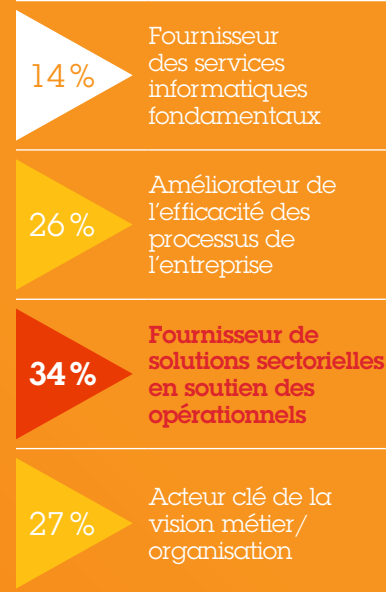 14 %
Fournisseur
des services
informatiques
fondamentaux
26 %
Améliorateur de
l'efficacité des
processus de
l'entreprise
34 %
Fournisseur de
solutions sectorielles
en soutien des
opérationnels
27 %
Acteur clé de la
vision métier/
organisation